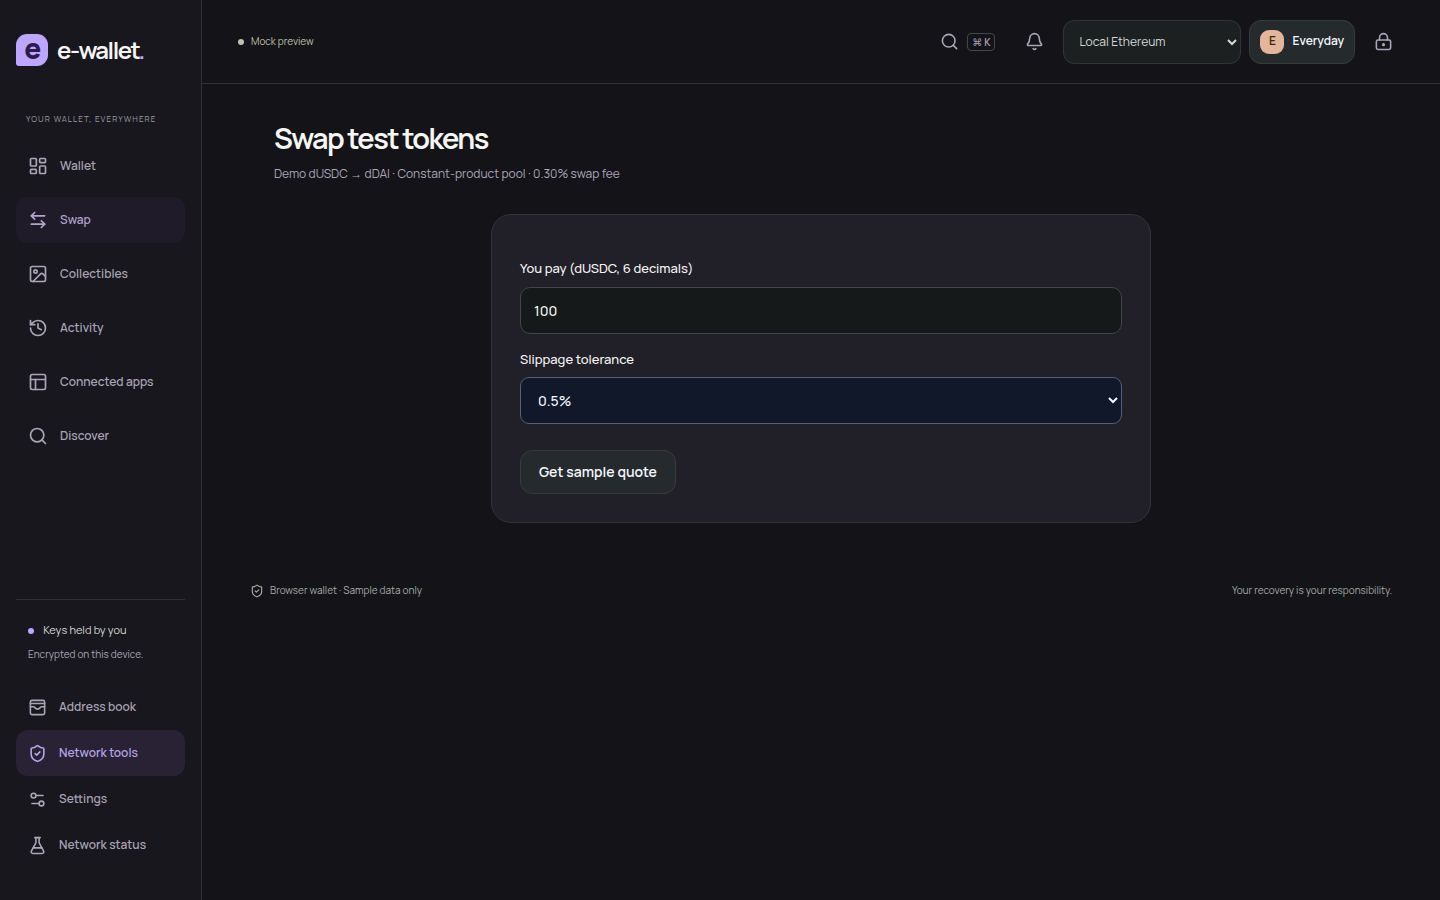 e e-wallet.
YOUR WALLET, EVERYWHERE
Wallet
Swap
Collectibles
Activity
Connected apps
Discover
Keys held by you
Encrypted on this device.
Address book
Network tools
Settings
Network status
Mock preview
⌘ K
Local Ethereum
E Everyday
Swap test tokens
Demo dUSDC → dDAI · Constant-product pool · 0.30% swap fee
You pay (dUSDC, 6 decimals)
100
Slippage tolerance
0.5%
Get sample quote
Browser wallet · Sample data only
Your recovery is your responsibility.